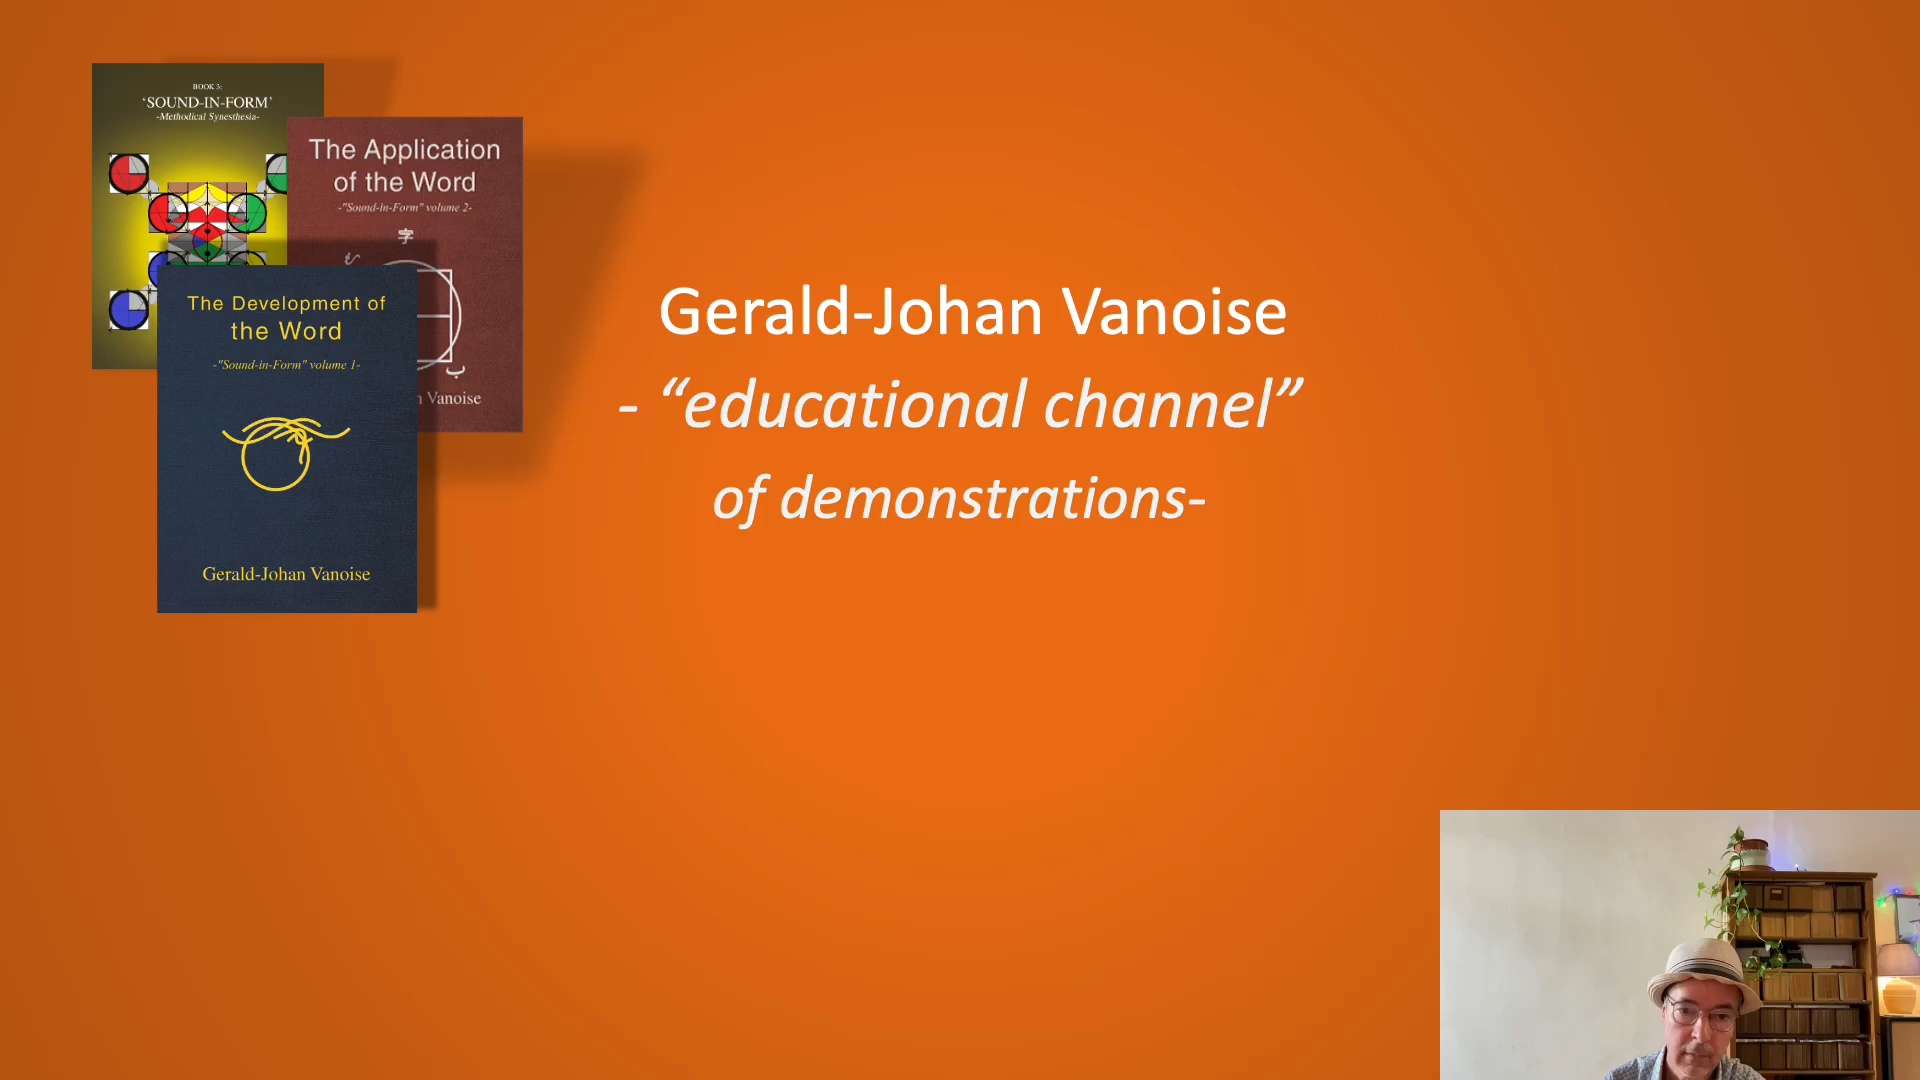 BOOK 3:
‘SOUND-IN-FORM’
-Methodical Synesthesia-
The Application
of the Word
-"Sound-in-Form" volume 2-
字
ب
Vanoise
The Development of
the Word
-"Sound-in-Form" volume 1-
Gerald-Johan Vanoise
Gerald-Johan Vanoise
- “educational channel”
of demonstrations-